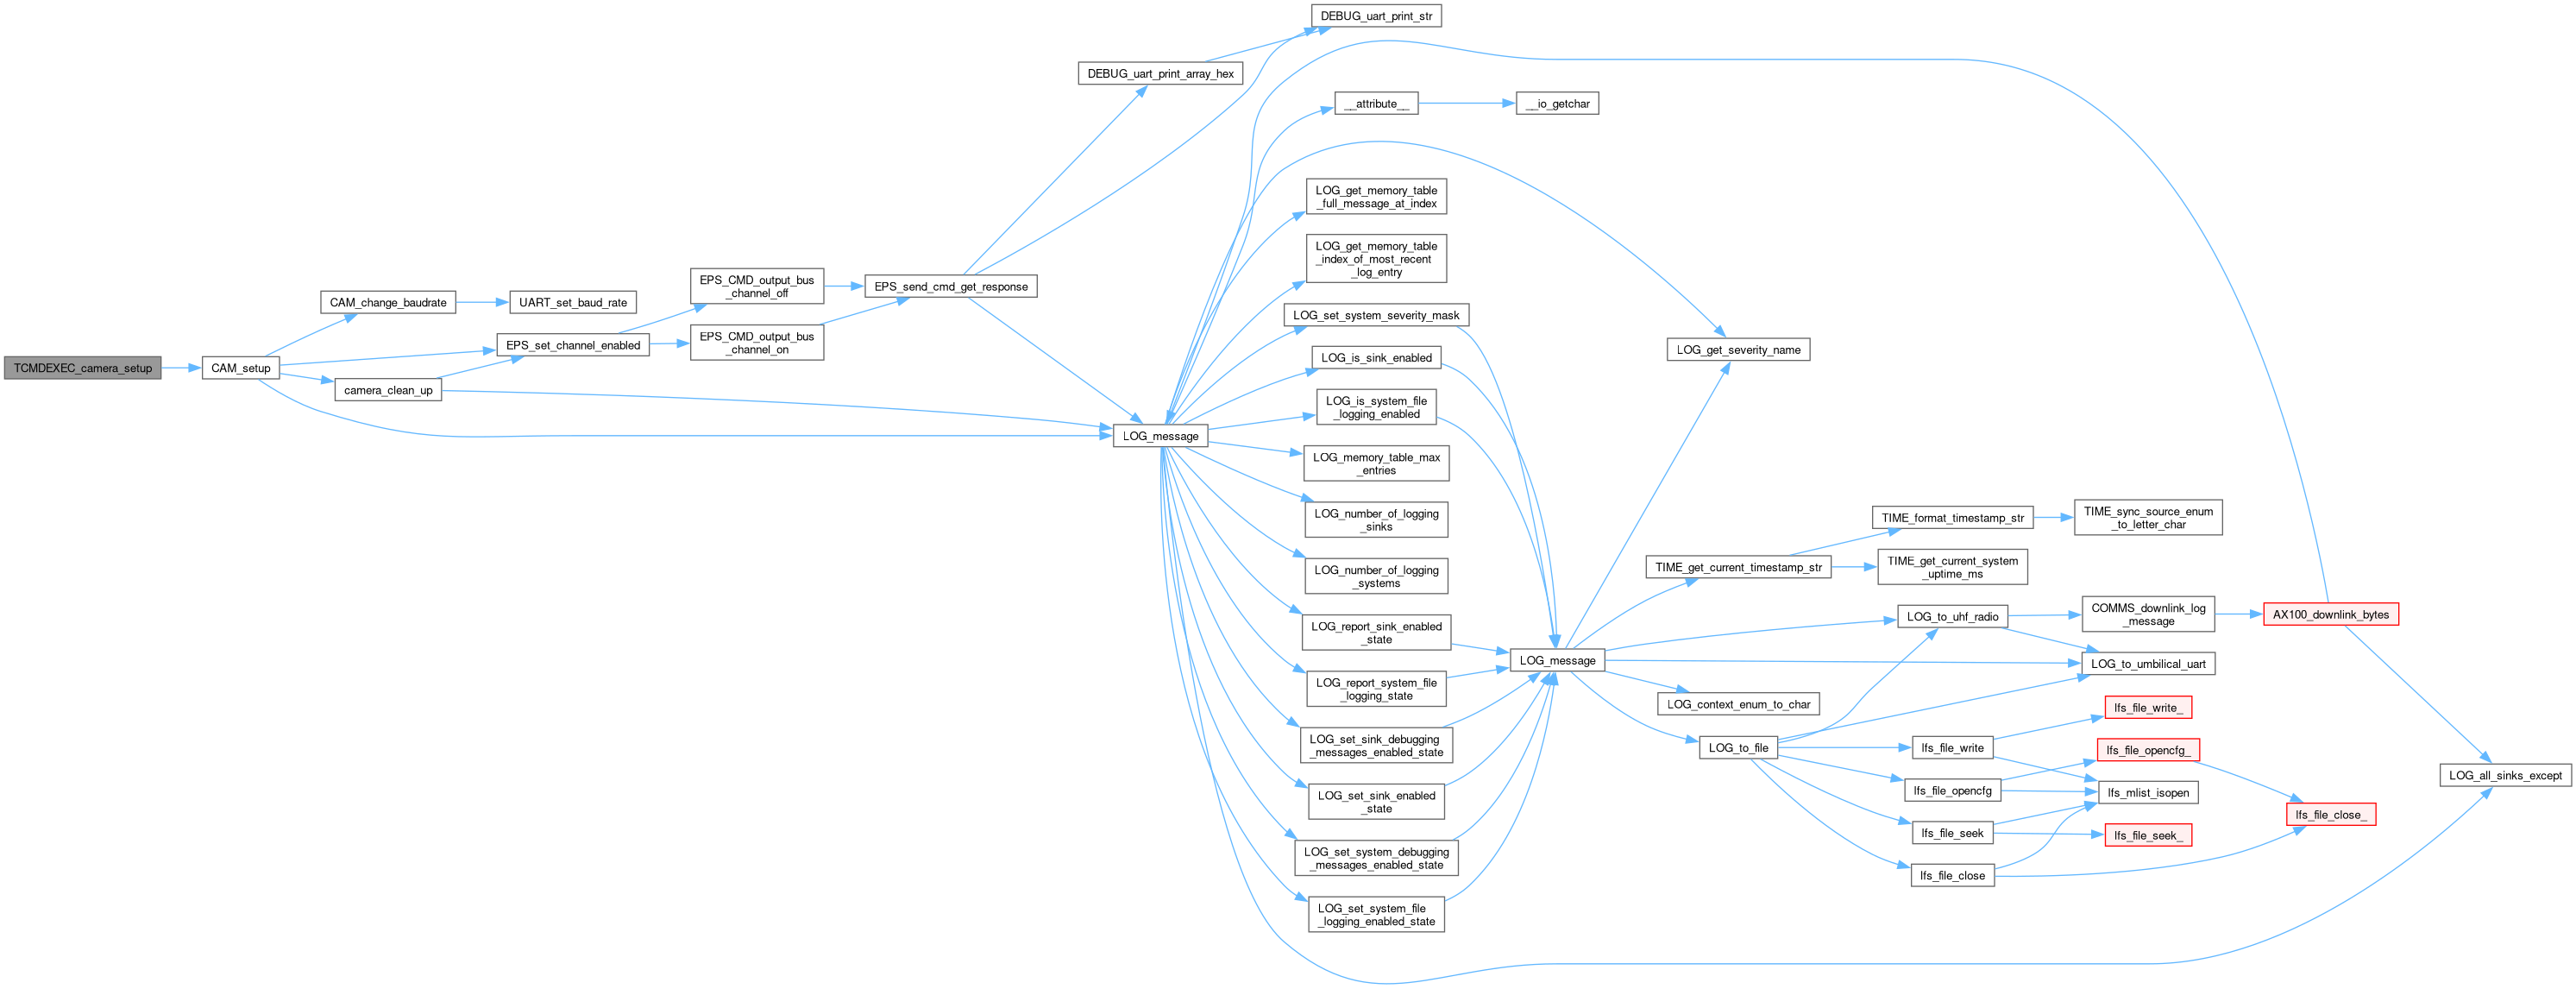 TCMDEXEC_camera_setup
CAM_setup
CAM_change_baudrate
UART_set_baud_rate
camera_clean_up
EPS_set_channel_enabled
EPS_CMD_output_bus
_channel_off
EPS_CMD_output_bus
_channel_on
EPS_send_cmd_get_response
DEBUG_uart_print_array_hex
DEBUG_uart_print_str
LOG_message
__attribute__
__io_getchar
LOG_get_memory_table
_full_message_at_index
LOG_get_memory_table
_index_of_most_recent
_log_entry
LOG_set_system_severity_mask
LOG_is_sink_enabled
LOG_is_system_file
_logging_enabled
LOG_memory_table_max
_entries
LOG_number_of_logging
_sinks
LOG_number_of_logging
_systems
LOG_report_sink_enabled
_state
LOG_report_system_file
_logging_state
LOG_set_sink_debugging
_messages_enabled_state
LOG_set_sink_enabled
_state
LOG_set_system_debugging
_messages_enabled_state
LOG_set_system_file
_logging_enabled_state
LOG_message
LOG_get_severity_name
TIME_get_current_timestamp_str
TIME_format_timestamp_str
TIME_sync_source_enum
_to_letter_char
TIME_get_current_system
_uptime_ms
LOG_to_uhf_radio
COMMS_downlink_log
_message
AX100_downlink_bytes
LOG_to_umbilical_uart
LOG_context_enum_to_char
LOG_to_file
lfs_file_write
lfs_file_write_
lfs_file_opencfg
lfs_file_opencfg_
lfs_mlist_isopen
lfs_file_seek
lfs_file_seek_
lfs_file_close
lfs_file_close_
LOG_all_sinks_except